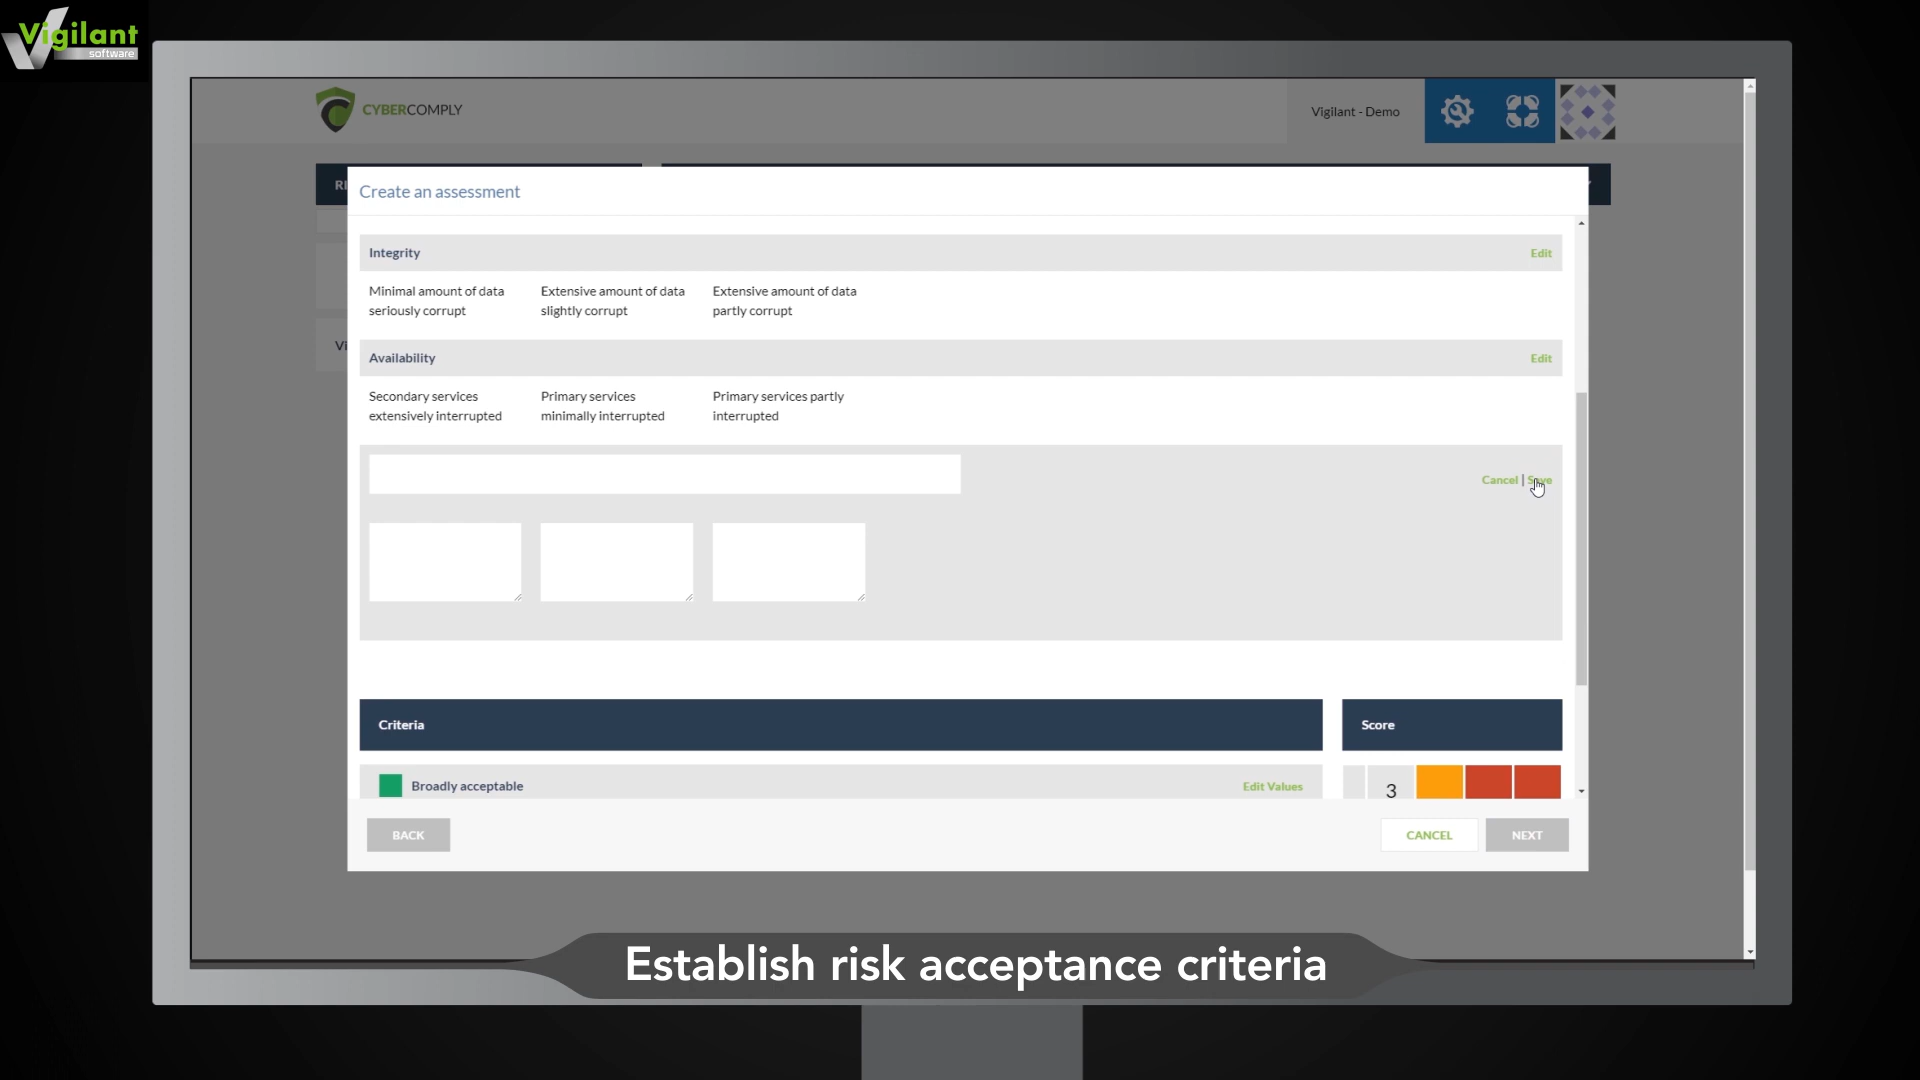 Vigilant
software
CYBERCOMPLY
Vigilant - Demo
Create an assessment
Integrity
Edit
Minimal amount of data
seriously corrupt
Extensive amount of data
slightly corrupt
Extensive amount of data
partly corrupt
Availability
Edit
Secondary services
extensively interrupted
Primary services
minimally interrupted
Primary services partly
interrupted
Cancel | Save
Criteria
Score
Broadly acceptable
Edit Values
3
BACK
CANCEL
NEXT
Establish risk acceptance criteria